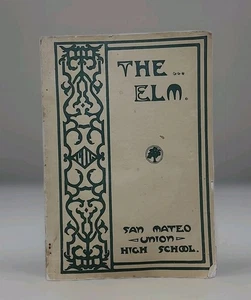 THE...
ELM.
SAN MATEO
UNION
HIGH SCHOOL.